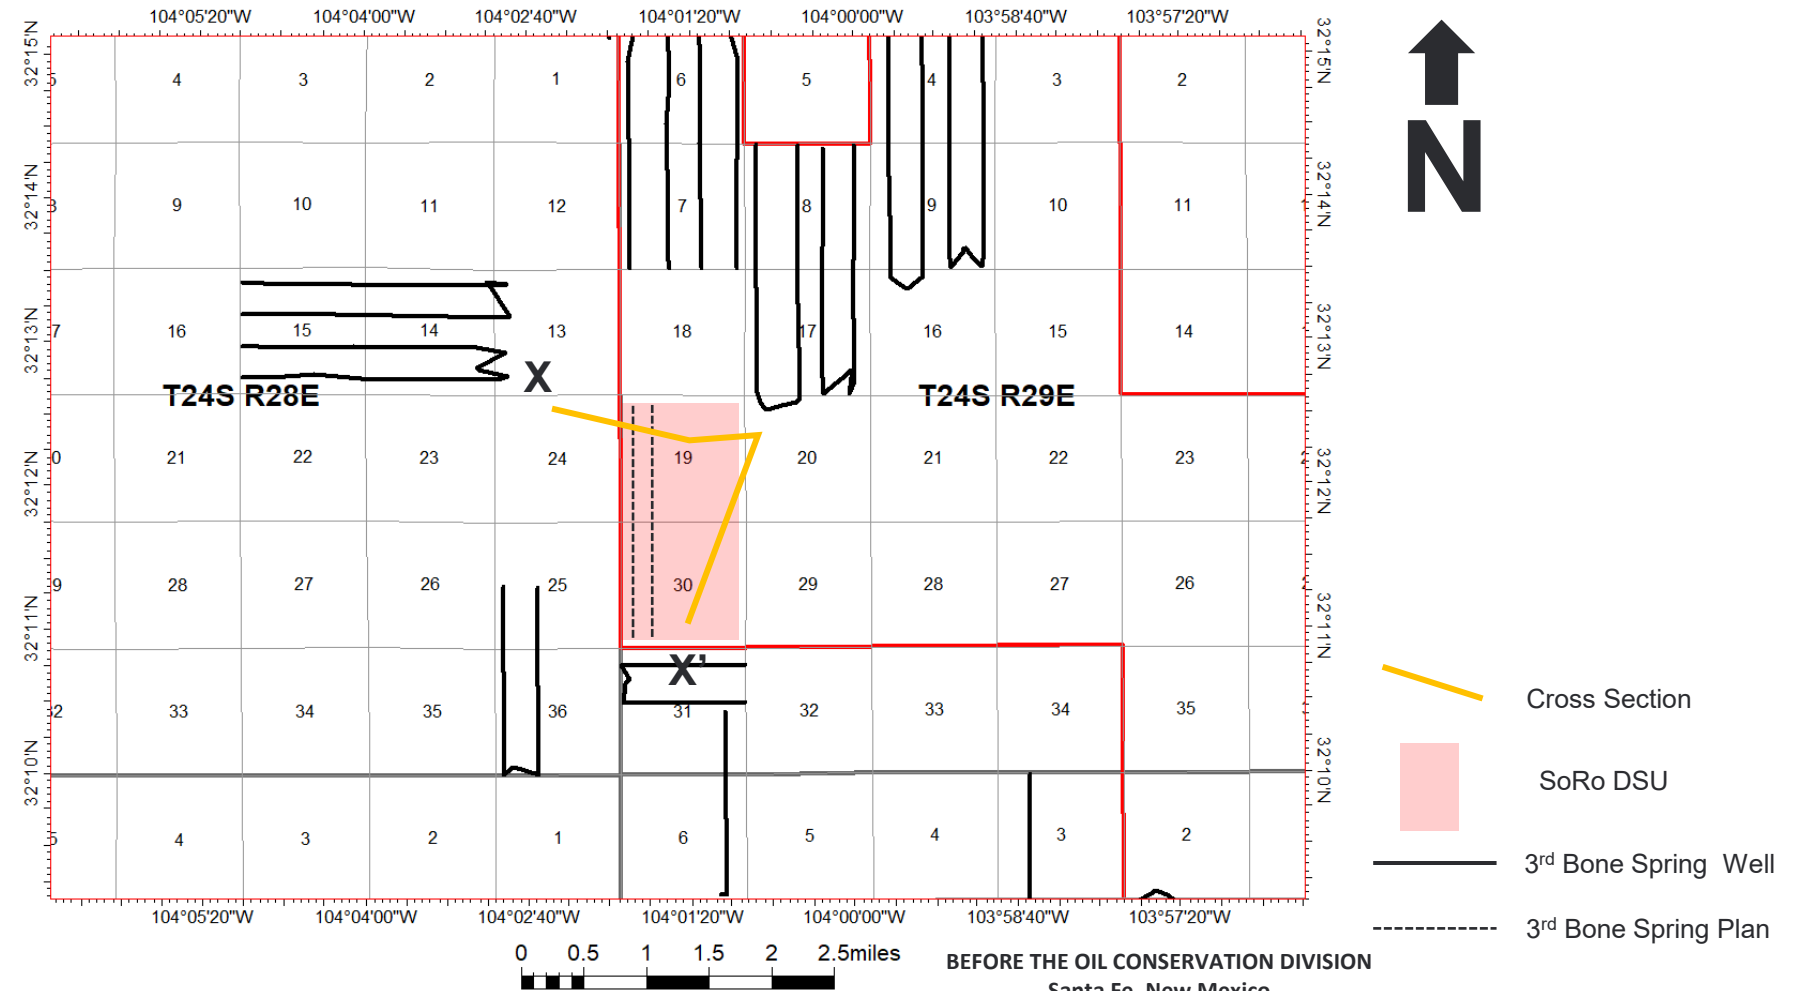 104°05'20"W 104°04'00"W 104°02'40"W 104°01'20"W 104°00'00"W 103°58'40"W 103°57'20"W
32°15'N 32°15'N
4 3 2 1 6 5 4 3 2
N
32°14'N 32°14'N
9 10 11 12 7 8 9 10 11
32°13'N 32°13'N
7 16 15 14 13 18 17 16 15 14
X
T24S R28E T24S R29E
32°12'N 32°12'N
0 21 22 23 24 19 20 21 22 23
9 28 27 26 25 30 29 28 27 26
32°11'N 32°11'N
X'
2 33 34 35 36 31 32 33 34 35
32°10'N 32°10'N
4 3 2 1 6 5 4 3 2
104°05'20"W 104°04'00"W 104°02'40"W 104°01'20"W 104°00'00"W 103°58'40"W 103°57'20"W
0 0.5 1 1.5 2 2.5miles
Cross Section
SoRo DSU
3rd Bone Spring Well
3rd Bone Spring Plan
BEFORE THE OIL CONSERVATION DIVISION
Santa Fe, New Mexico